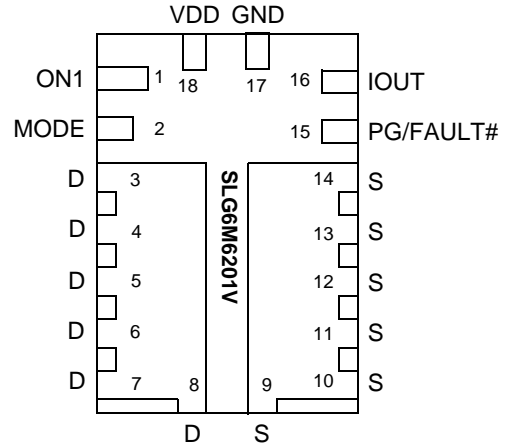 VDD GND
ON1 1 18 17 16 IOUT
MODE 2 15 PG/FAULT#
D 3 14 S
D 4 13 S
D 5 12 S
D 6 11 S
D 7 8 9 10 S
D S
SLG6M6201V